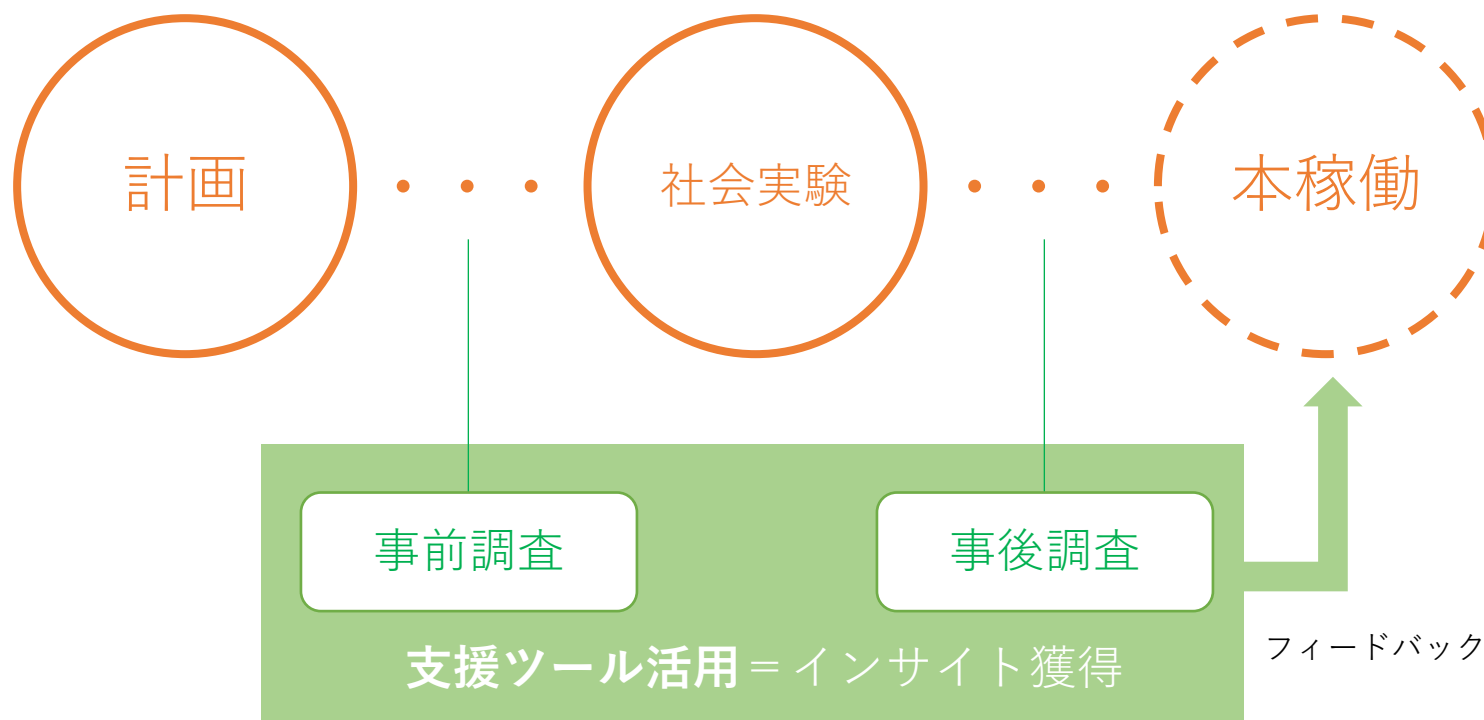 計画
社会実験
本稼働
事前調査
事後調査
支援ツール活用＝インサイト獲得
フィードバック